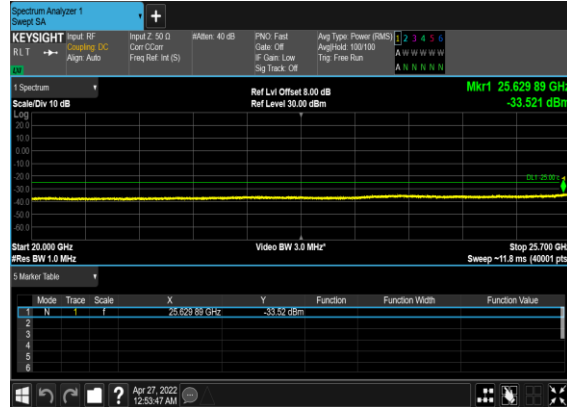 Spectrum Analyzer 1
Swept SA
+
KEYSIGHT Input: RF Input Z: 50 Ω #Atten: 40 dB PNO: Fast Avg Type: Power (RMS) 1 2 3 4 5 6
RLT Coupling: DC Corr CCorr Gate: Off Avg|Hold: 100/100 A W W W W W
Align: Auto Freq Ref: Int (S) IF Gain: Low Trig: Free Run
Sig Track: Off A N N N N N
1 Spectrum Ref Lvl Offset 8.00 dB Mkr1 25.629 89 GHz
Scale/Div 10 dB Ref Level 30.00 dBm -33.521 dBm
Log
20.0
10.0
0.00
-10.0
-20.0
DL1 -25.00
-30.0
-40.0
-50.0
-60.0
Start 20.000 GHz Video BW 3.0 MHz* Stop 25.700 GHz
#Res BW 1.0 MHz Sweep ~11.8 ms (40001 pts)
5 Marker Table
Mode Trace Scale X Y Function Function Width Function Value
1 N 1 f 25.629 89 GHz -33.52 dBm
2
3
4
5
6
? Apr 27, 2022
12:53:47 AM